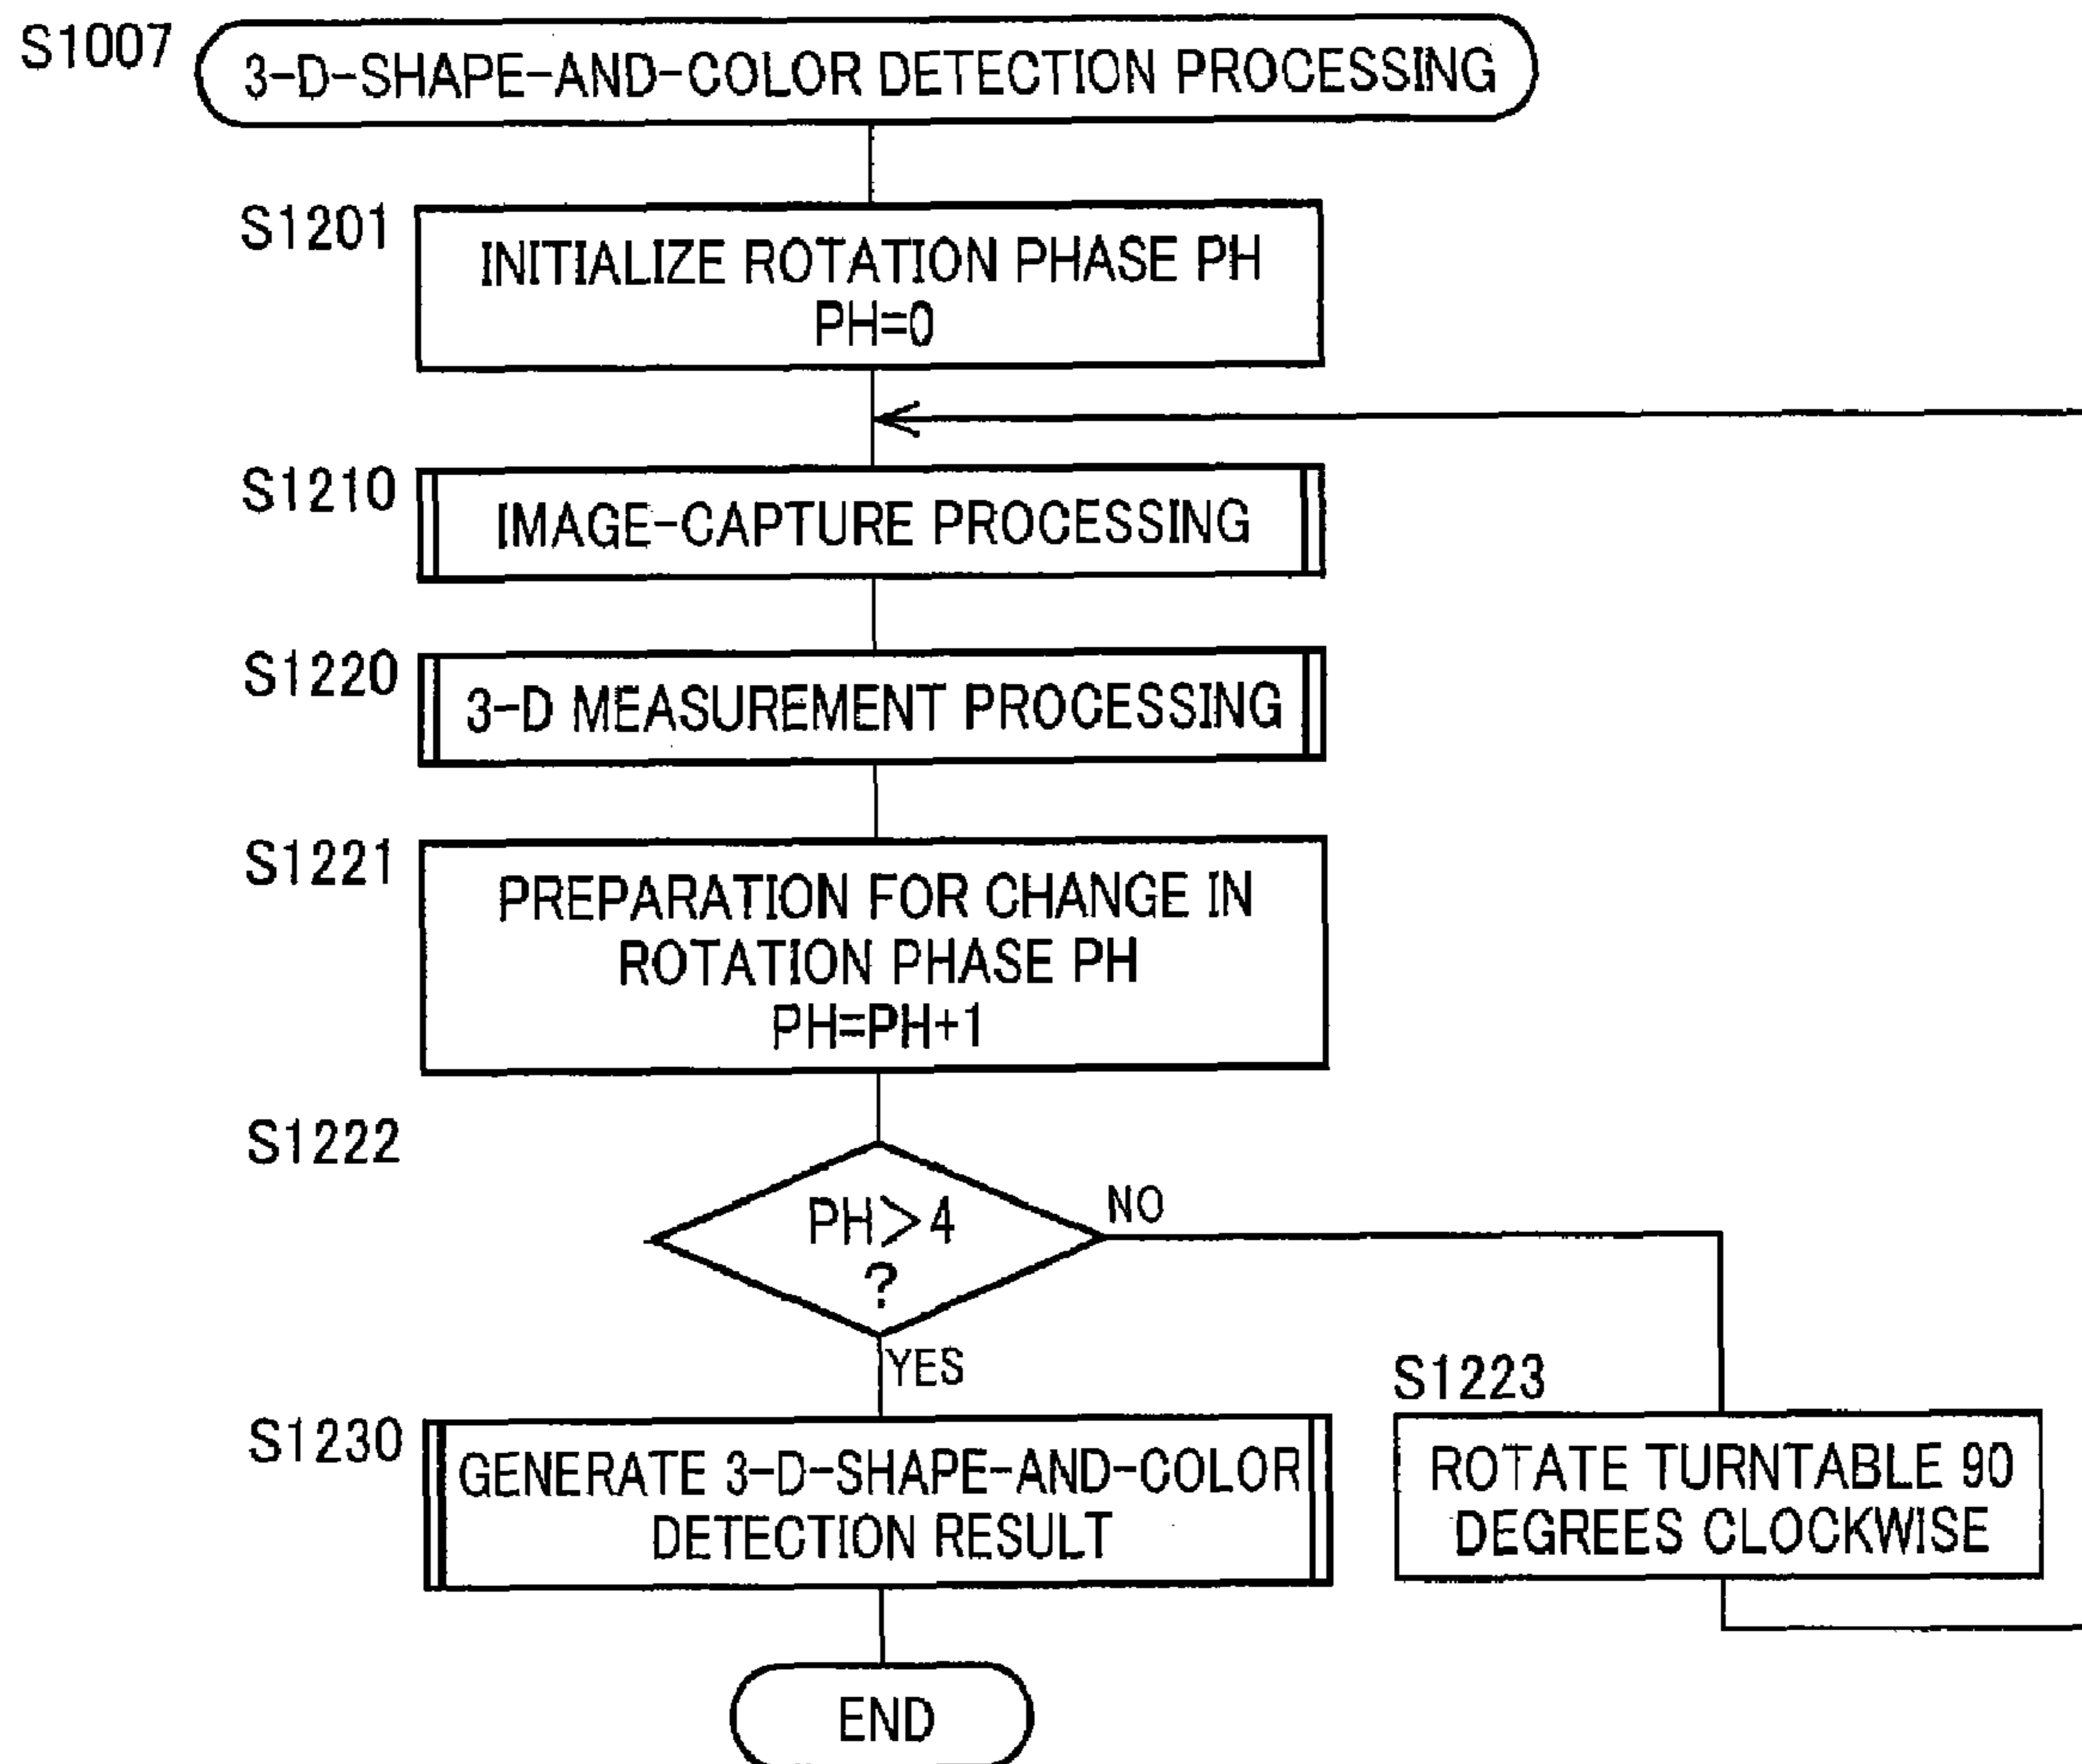 S1007
3-D-SHAPE-AND-COLOR DETECTION PROCESSING
S1201
INITIALIZE ROTATION PHASE PH
PH=0
S1210
IMAGE-CAPTURE PROCESSING
S1220
3-D MEASUREMENT PROCESSING
S1221
PREPARATION FOR CHANGE IN
ROTATION PHASE PH
PH=PH+1
S1222
PH>4
?
NO
YES
S1223
ROTATE TURNTABLE 90
DEGREES CLOCKWISE
S1230
GENERATE 3-D-SHAPE-AND-COLOR
DETECTION RESULT
END